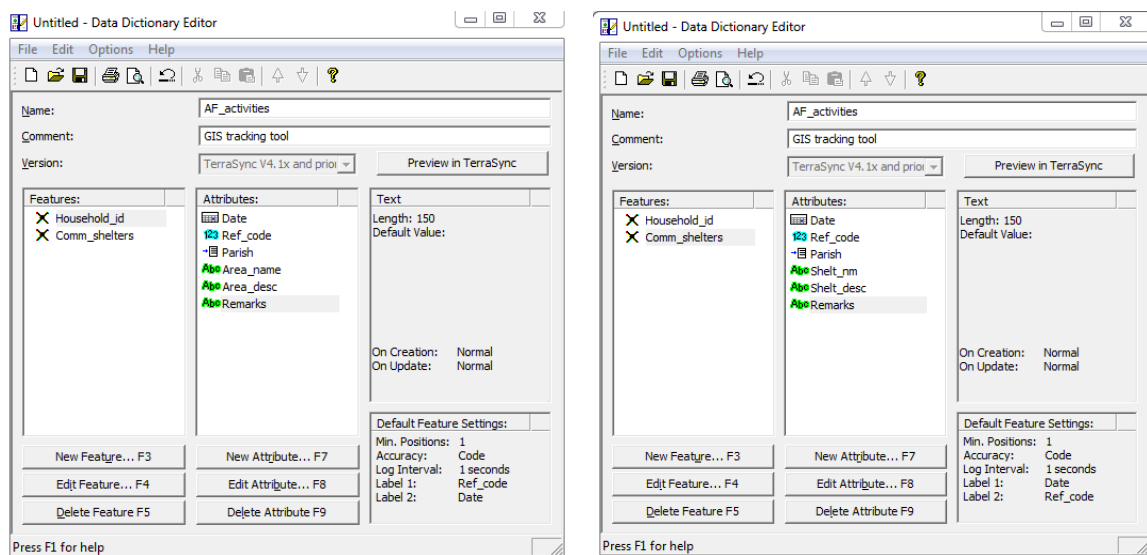 Untitled - Data Dictionary Editor
File Edit Options Help
Name: AF_activities
Comment: GIS tracking tool
Version: TerraSync V4.1x and prior Preview in TerraSync
Features: Attributes: Text
Household_id Date Length: 150
Comm_shelters 123 Ref_code Default Value:
Parish
Abc Area_name
Abc Area_desc
Abc Remarks
On Creation: Normal
On Update: Normal
Default Feature Settings:
Min. Positions: 1
New Feature... F3 New Attribute... F7 Accuracy: Code
Log Interval: 1 seconds
Edit Feature... F4 Edit Attribute... F8 Label 1: Ref_code
Label 2: Date
Delete Feature F5 Delete Attribute F9
Press F1 for help
Untitled - Data Dictionary Editor
File Edit Options Help
Name: AF_activities
Comment: GIS tracking tool
Version: TerraSync V4.1x and prior Preview in TerraSync
Features: Attributes: Text
Household_id Date Length: 150
Comm_shelters 123 Ref_code Default Value:
Parish
Abc Shelt_nm
Abc Shelt_desc
Abc Remarks
On Creation: Normal
On Update: Normal
Default Feature Settings:
Min. Positions: 1
New Feature... F3 New Attribute... F7 Accuracy: Code
Log Interval: 1 seconds
Edit Feature... F4 Edit Attribute... F8 Label 1: Date
Label 2: Ref_code
Delete Feature F5 Delete Attribute F9
Press F1 for help